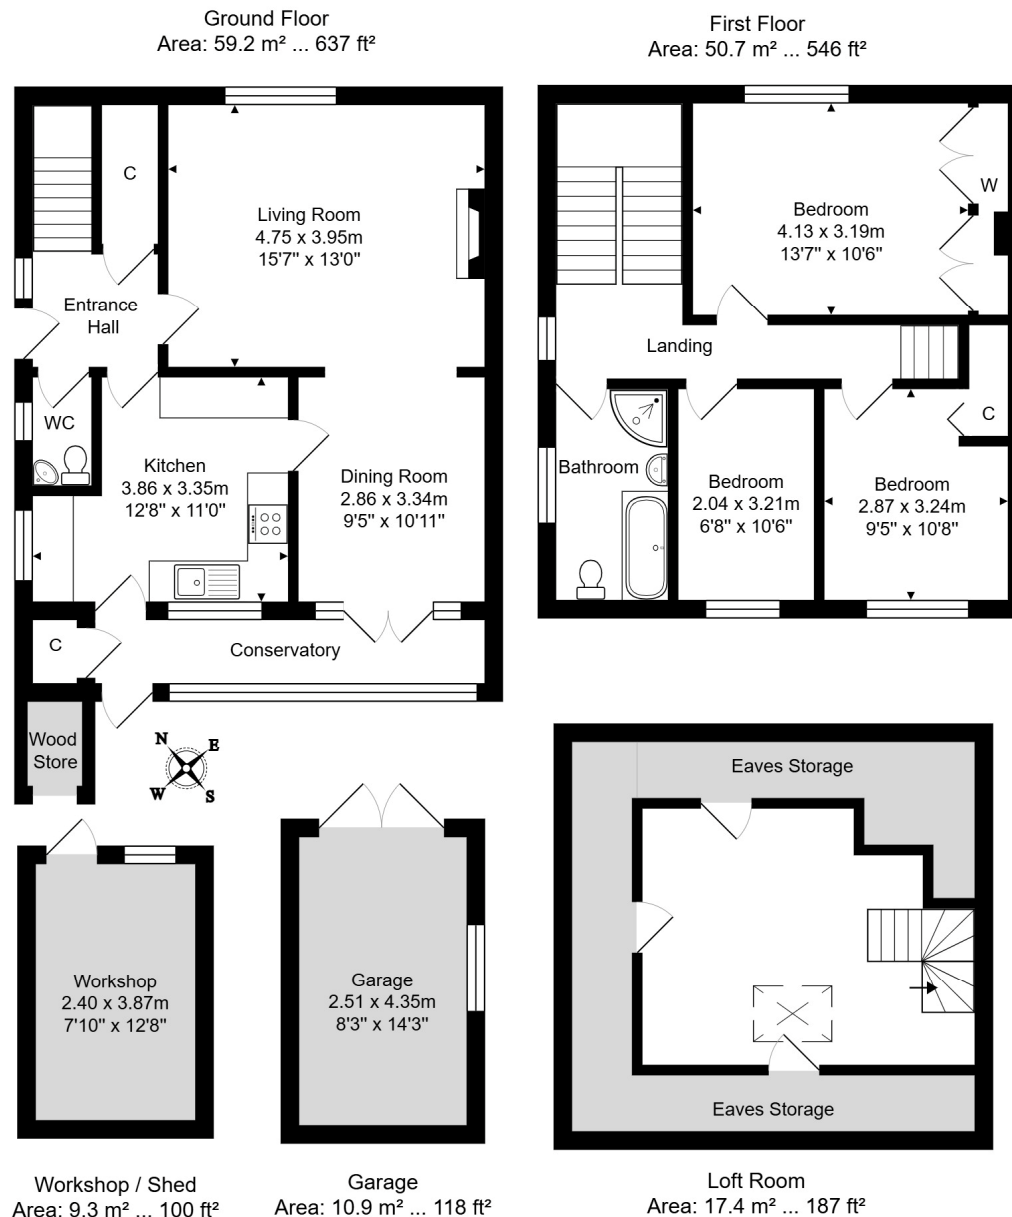 Ground Floor
Area: 59.2 m² ... 637 ft²
C
Living Room
4.75 x 3.95m
15'7" x 13'0"
Entrance
Hall
WC
Kitchen
3.86 x 3.35m
12'8" x 11'0"
Dining Room
2.86 x 3.34m
9'5" x 10'11"
C
Conservatory
Wood
Store
N
E
W
S
First Floor
Area: 50.7 m² ... 546 ft²
Bedroom
4.13 x 3.19m
13'7" x 10'6"
W
Landing
C
Bathroom
Bedroom
2.04 x 3.21m
6'8" x 10'6"
Bedroom
2.87 x 3.24m
9'5" x 10'8"
Workshop
2.40 x 3.87m
7'10" x 12'8"
Workshop / Shed
Area: 9.3 m² ... 100 ft²
Garage
2.51 x 4.35m
8'3" x 14'3"
Garage
Area: 10.9 m² ... 118 ft²
Eaves Storage
Eaves Storage
Loft Room
Area: 17.4 m² ... 187 ft²